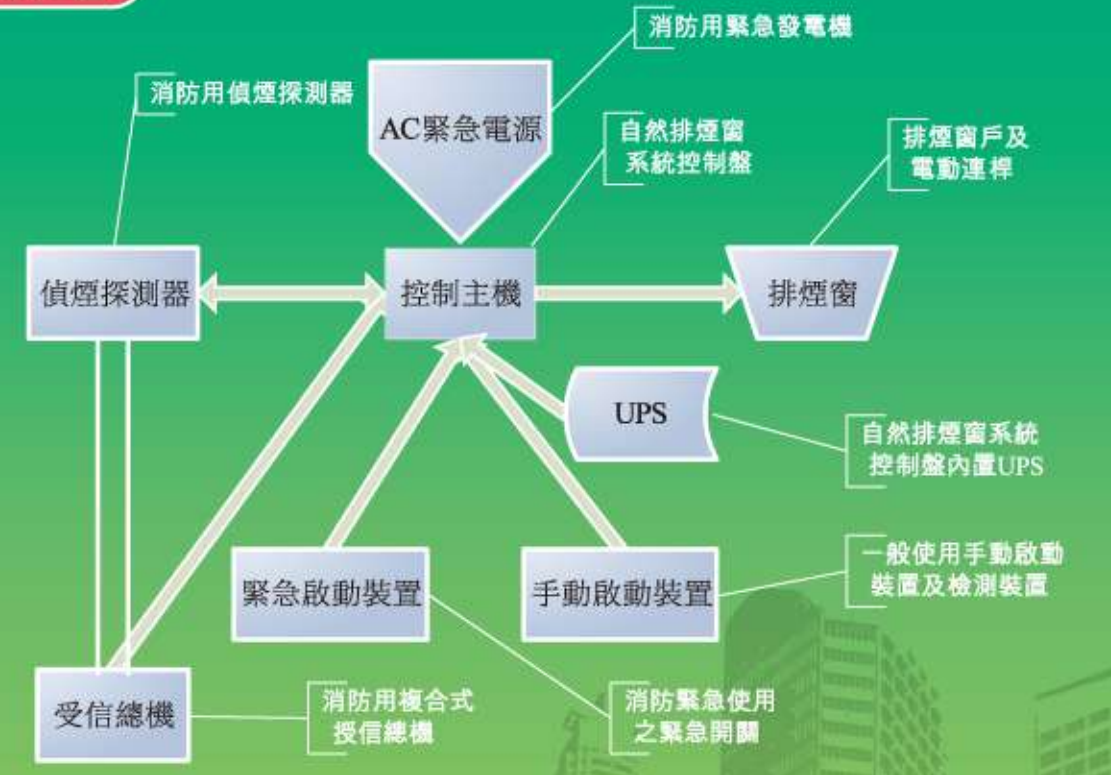 消防用緊急發電機
消防用偵煙探測器
AC緊急電源
自然排煙窗
系統控制盤
排煙窗戶及
電動連桿
偵煙探測器
控制主機
排煙窗
UPS
自然排煙窗系統
控制盤內置UPS
緊急啟動裝置
手動啟動裝置
一般使用手動啟動
裝置及檢測裝置
受信總機
消防用複合式
授信總機
消防緊急使用
之緊急開關